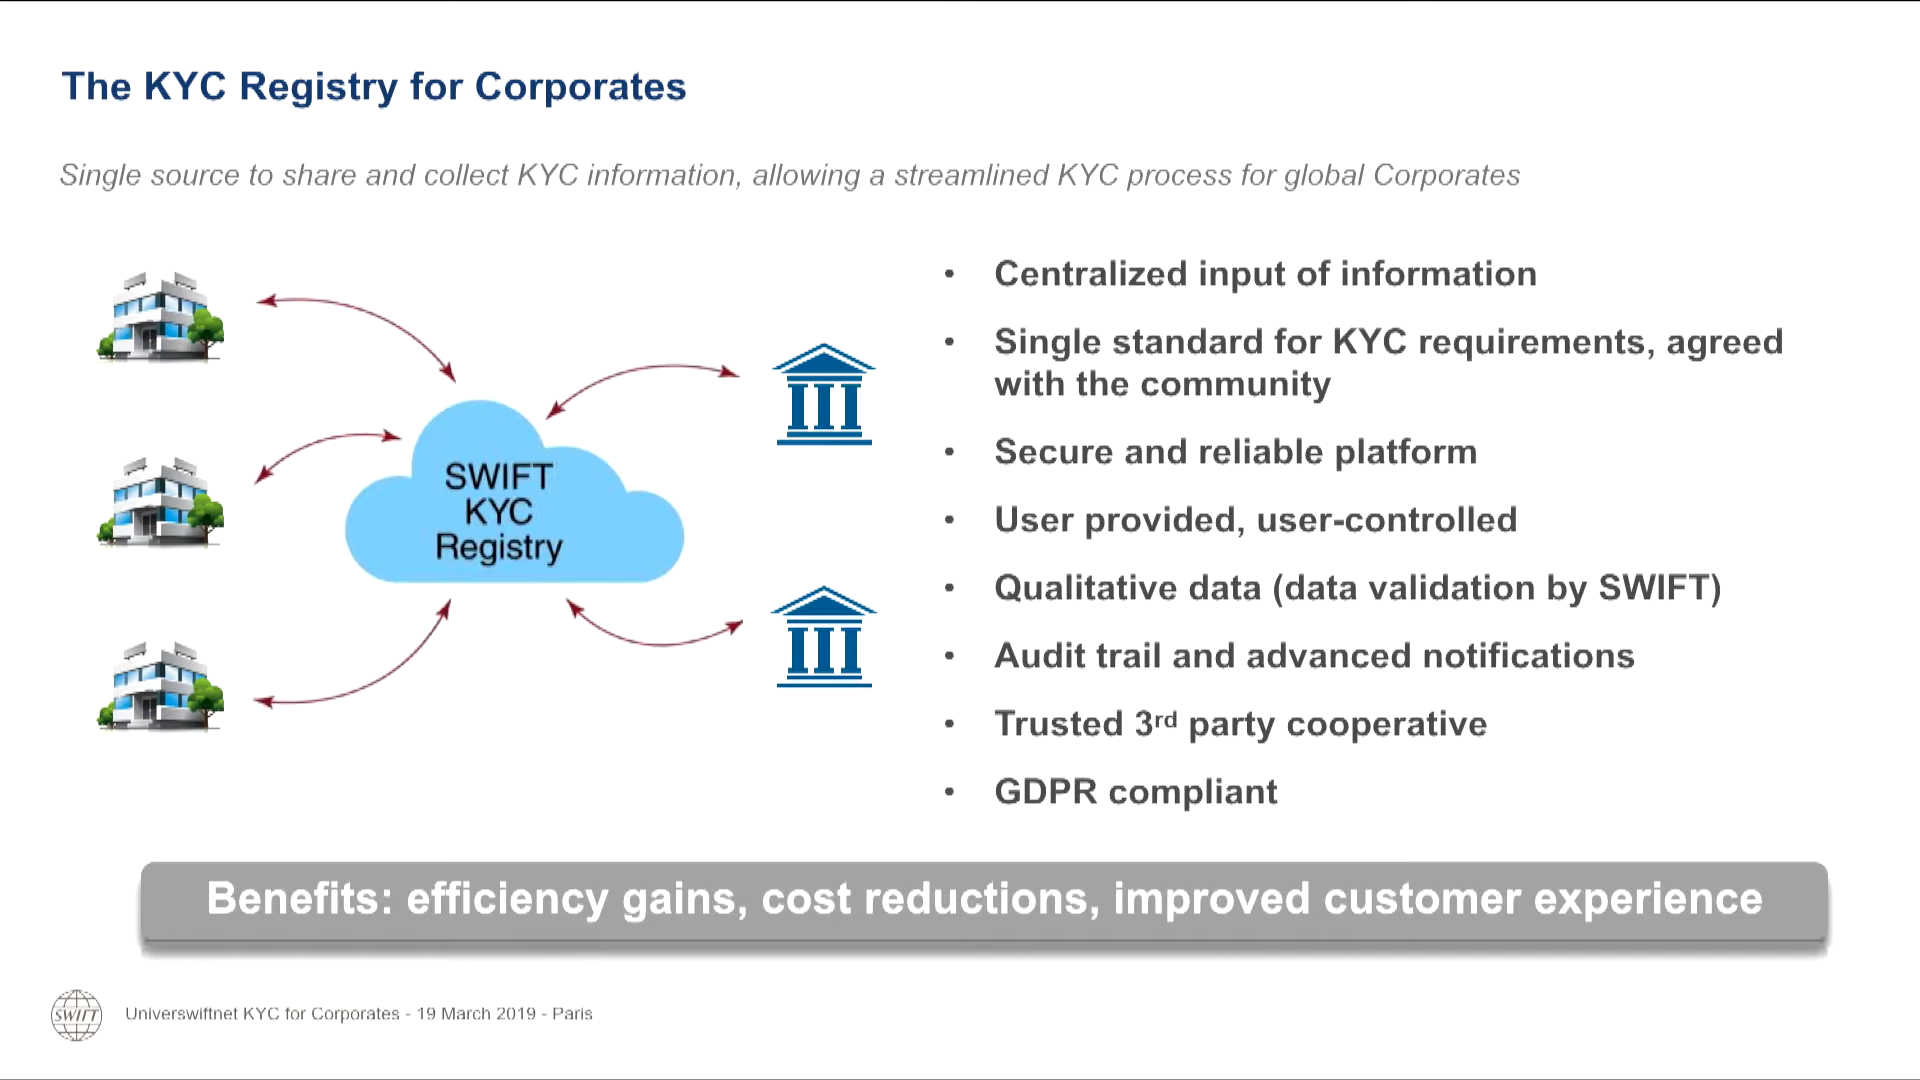 The KYC Registry for Corporates
Single source to share and collect KYC information, allowing a streamlined KYC process for global Corporates
SWIFT
KYC
Registry
• Centralized input of information
• Single standard for KYC requirements, agreed
with the community
• Secure and reliable platform
• User provided, user-controlled
• Qualitative data (data validation by SWIFT)
• Audit trail and advanced notifications
• Trusted 3rd party cooperative
• GDPR compliant
Benefits: efficiency gains, cost reductions, improved customer experience
SWIFT
Universwiftnet KYC for Corporates - 19 March 2019 - Paris